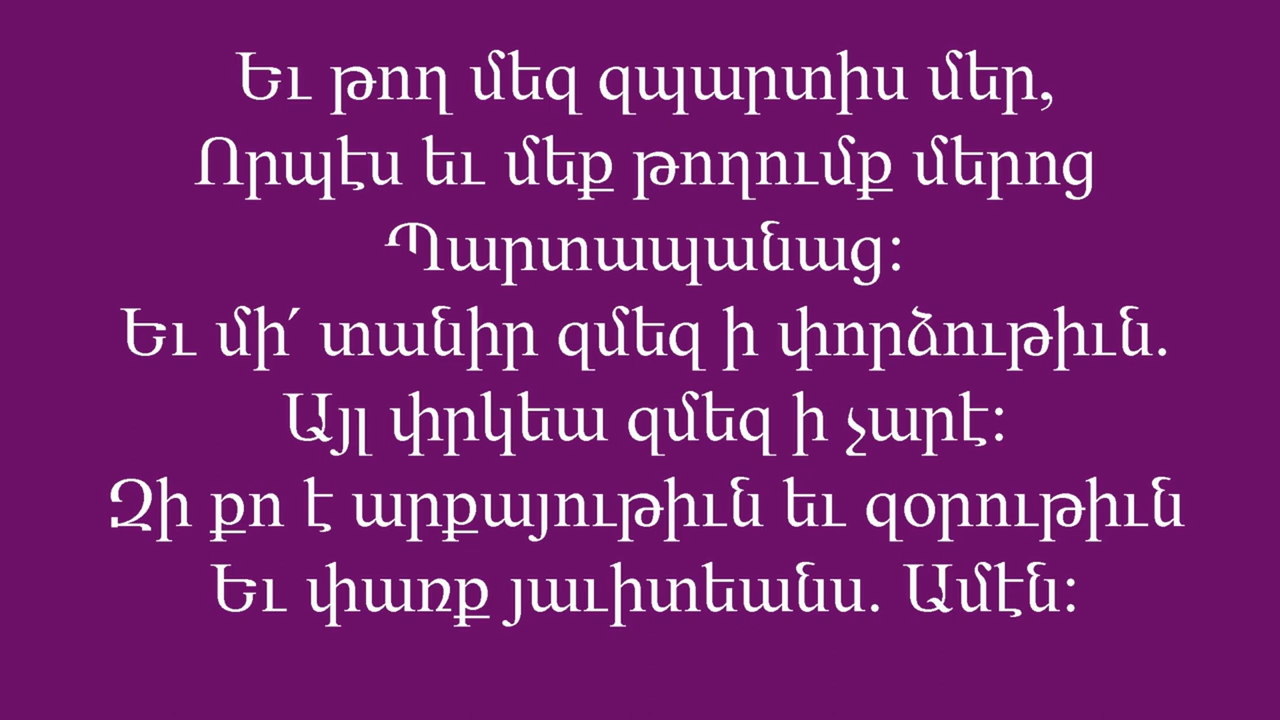 Եւ թող մեզ զպարտիս մեր,
Որպէս եւ մեք թողումք մերոց
Պարտապանաց:
Եւ մի՛ տանիր զմեզ ի փորձութիւն.
Այլ փրկեա զմեզ ի չարէ:
Զի քո է արքայութիւն եւ զօրութիւն
Եւ փառք յաւիտեանս. Ամէն: